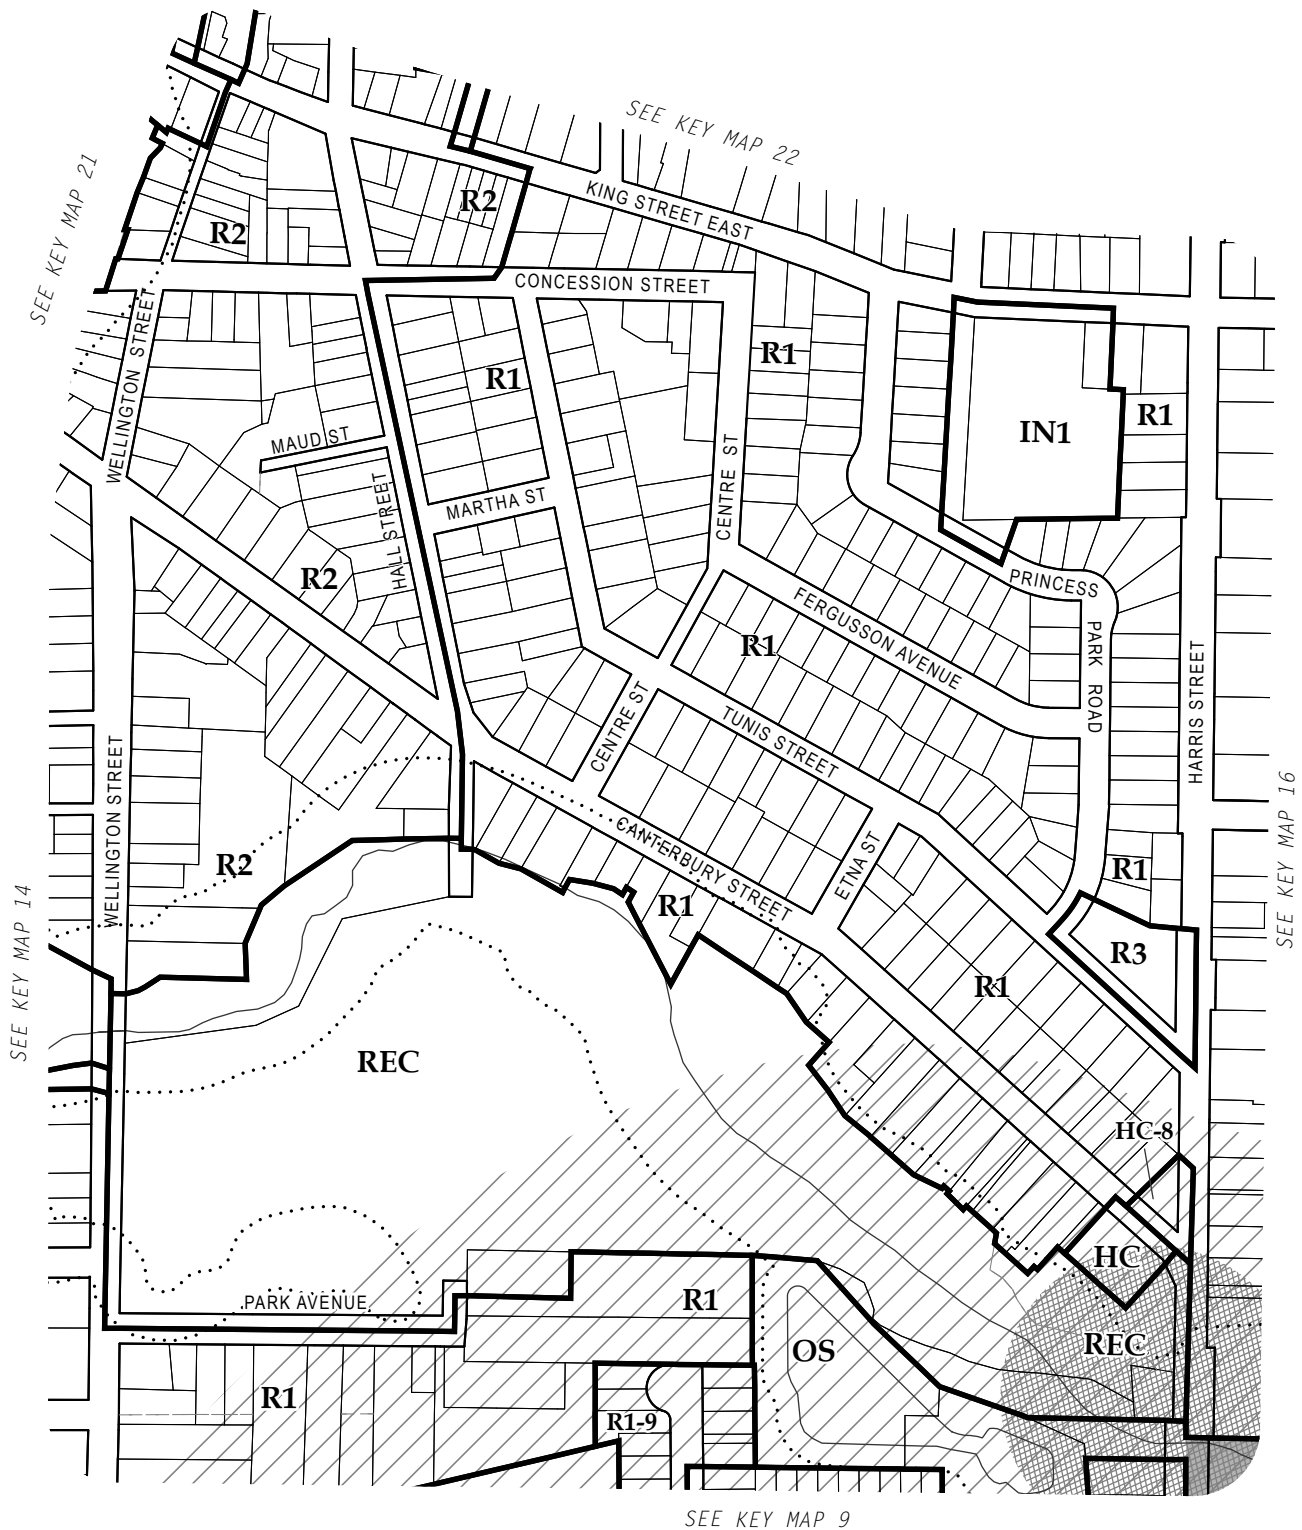 SEE KEY MAP 22
SEE KEY MAP 21
KING STREET EAST
R2
R2
CONCESSION STREET
WELLINGTON STREET
R1
R1
R1
IN1
MAUD ST
HALL STREET
MARTHA ST
CENTRE ST
R2
PRINCESS
PARK ROAD
FERGUSSON AVENUE
R1
HARRIS STREET
CENTRE ST
TUNIS STREET
WELLINGTON STREET
SEE KEY MAP 16
CANTERBURY STREET
ETNA ST
R2
R1
R1
SEE KEY MAP 14
R3
R1
REC
HC-8
HC
PARK AVENUE
R1
REC
OS
R1
R1-9
SEE KEY MAP 9